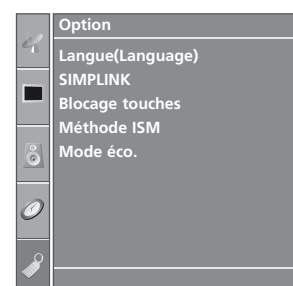 Option
Langue(Language)
SIMPLINK
Blocage touches
Méthode ISM
Mode éco.